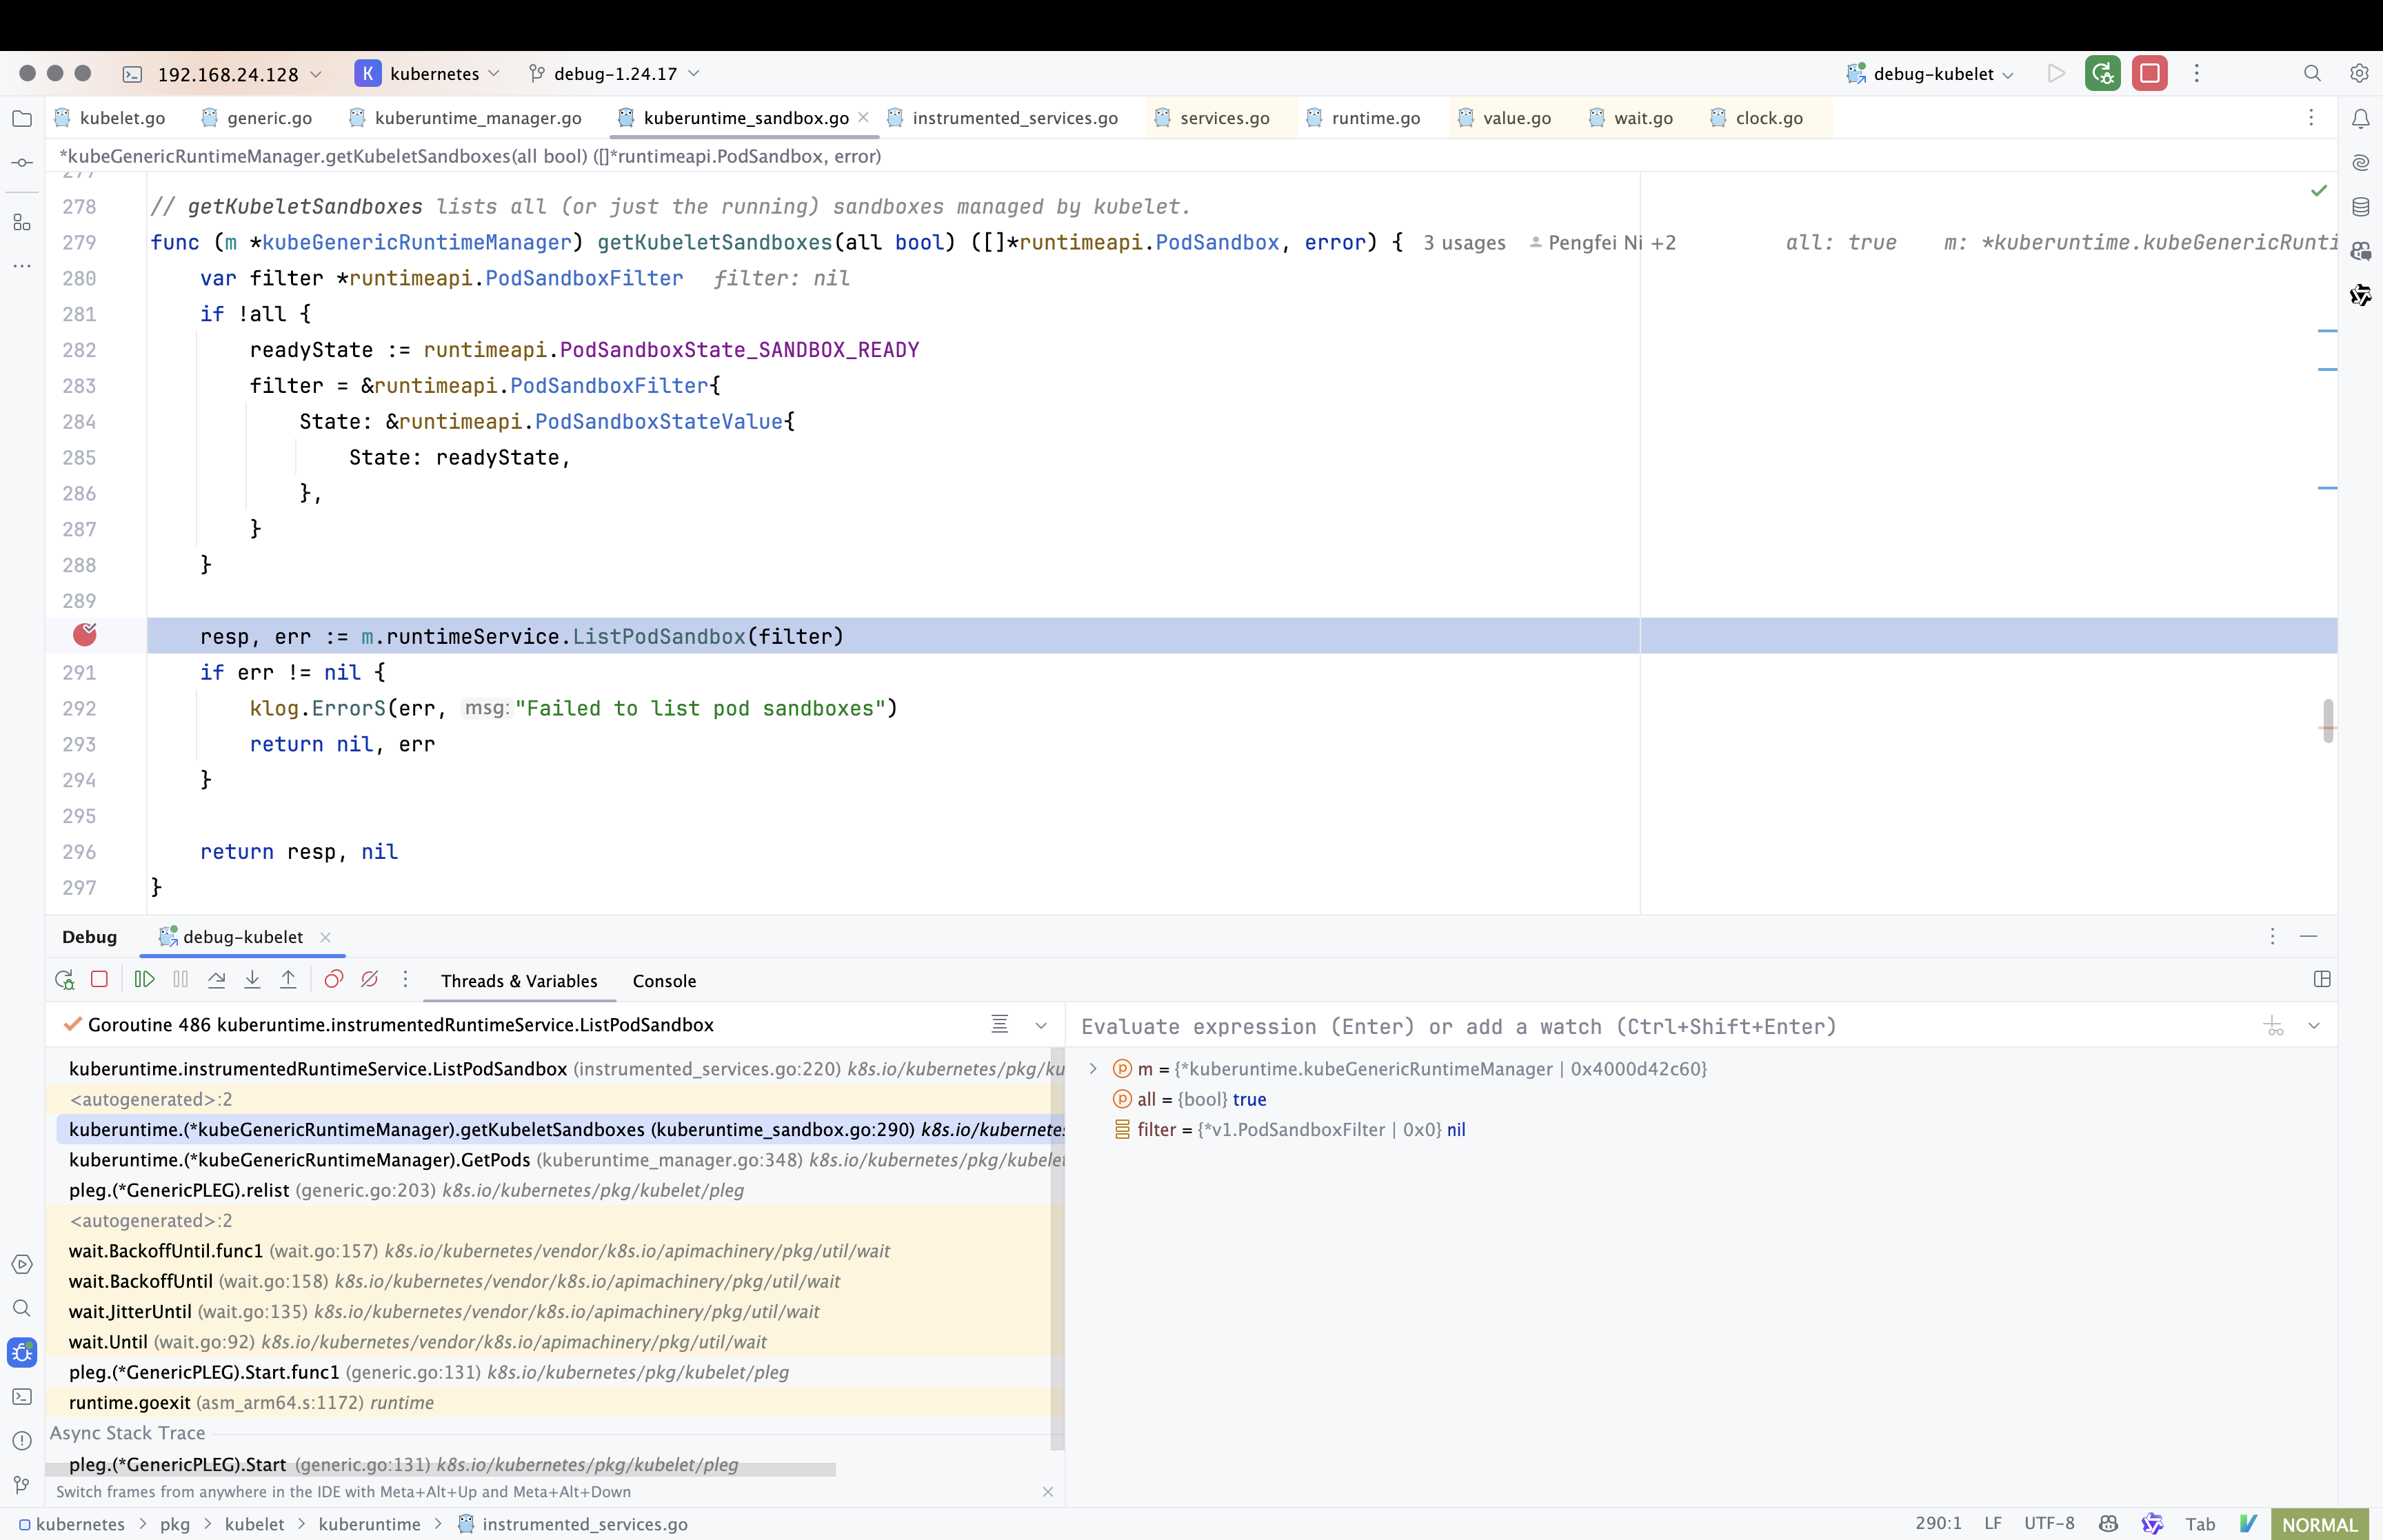 192.168.24.128 K kubernetes debug-1.24.17 debug-kubelet
kubelet.go generic.go kuberuntime_manager.go kuberuntime_sandbox.go instrumented_services.go services.go runtime.go value.go wait.go clock.go
*kubeGenericRuntimeManager.getKubeletSandboxes(all bool) ([]*runtimeapi.PodSandbox, error)
277
278 // getKubeletSandboxes lists all (or just the running) sandboxes managed by kubelet.
279 func (m *kubeGenericRuntimeManager) getKubeletSandboxes(all bool) ([]*runtimeapi.PodSandbox, error) { 3 usages Pengfei Ni +2 all: true m: *kuberuntime.kubeGenericRunti
280 var filter *runtimeapi.PodSandboxFilter filter: nil
281 if !all {
282 readyState := runtimeapi.PodSandboxState_SANDBOX_READY
283 filter = &runtimeapi.PodSandboxFilter{
284 State: &runtimeapi.PodSandboxStateValue{
285 State: readyState,
286 },
287 }
288 }
289
resp, err := m.runtimeService.ListPodSandbox(filter)
291 if err != nil {
292 klog.ErrorS(err, msg: "Failed to list pod sandboxes")
293 return nil, err
294 }
295
296 return resp, nil
297 }
Debug debug-kubelet
Threads & Variables Console
Goroutine 486 kuberuntime.instrumentedRuntimeService.ListPodSandbox
kuberuntime.instrumentedRuntimeService.ListPodSandbox (instrumented_services.go:220) k8s.io/kubernetes/pkg/ku
<autogenerated>:2
kuberuntime.(*kubeGenericRuntimeManager).getKubeletSandboxes (kuberuntime_sandbox.go:290) k8s.io/kubernetes
kuberuntime.(*kubeGenericRuntimeManager).GetPods (kuberuntime_manager.go:348) k8s.io/kubernetes/pkg/kubelet
pleg.(*GenericPLEG).relist (generic.go:203) k8s.io/kubernetes/pkg/kubelet/pleg
<autogenerated>:2
wait.BackoffUntil.func1 (wait.go:157) k8s.io/kubernetes/vendor/k8s.io/apimachinery/pkg/util/wait
wait.BackoffUntil (wait.go:158) k8s.io/kubernetes/vendor/k8s.io/apimachinery/pkg/util/wait
wait.JitterUntil (wait.go:135) k8s.io/kubernetes/vendor/k8s.io/apimachinery/pkg/util/wait
wait.Until (wait.go:92) k8s.io/kubernetes/vendor/k8s.io/apimachinery/pkg/util/wait
pleg.(*GenericPLEG).Start.func1 (generic.go:131) k8s.io/kubernetes/pkg/kubelet/pleg
runtime.goexit (asm_arm64.s:1172) runtime
Async Stack Trace
pleg.(*GenericPLEG).Start (generic.go:131) k8s.io/kubernetes/pkg/kubelet/pleg
Switch frames from anywhere in the IDE with Meta+Alt+Up and Meta+Alt+Down
Evaluate expression (Enter) or add a watch (Ctrl+Shift+Enter)
m = {*kuberuntime.kubeGenericRuntimeManager | 0x4000d42c60}
all = {bool} true
filter = {*v1.PodSandboxFilter | 0x0} nil
kubernetes > pkg > kubelet > kuberuntime > instrumented_services.go 290:1 LF UTF-8 Tab NORMAL